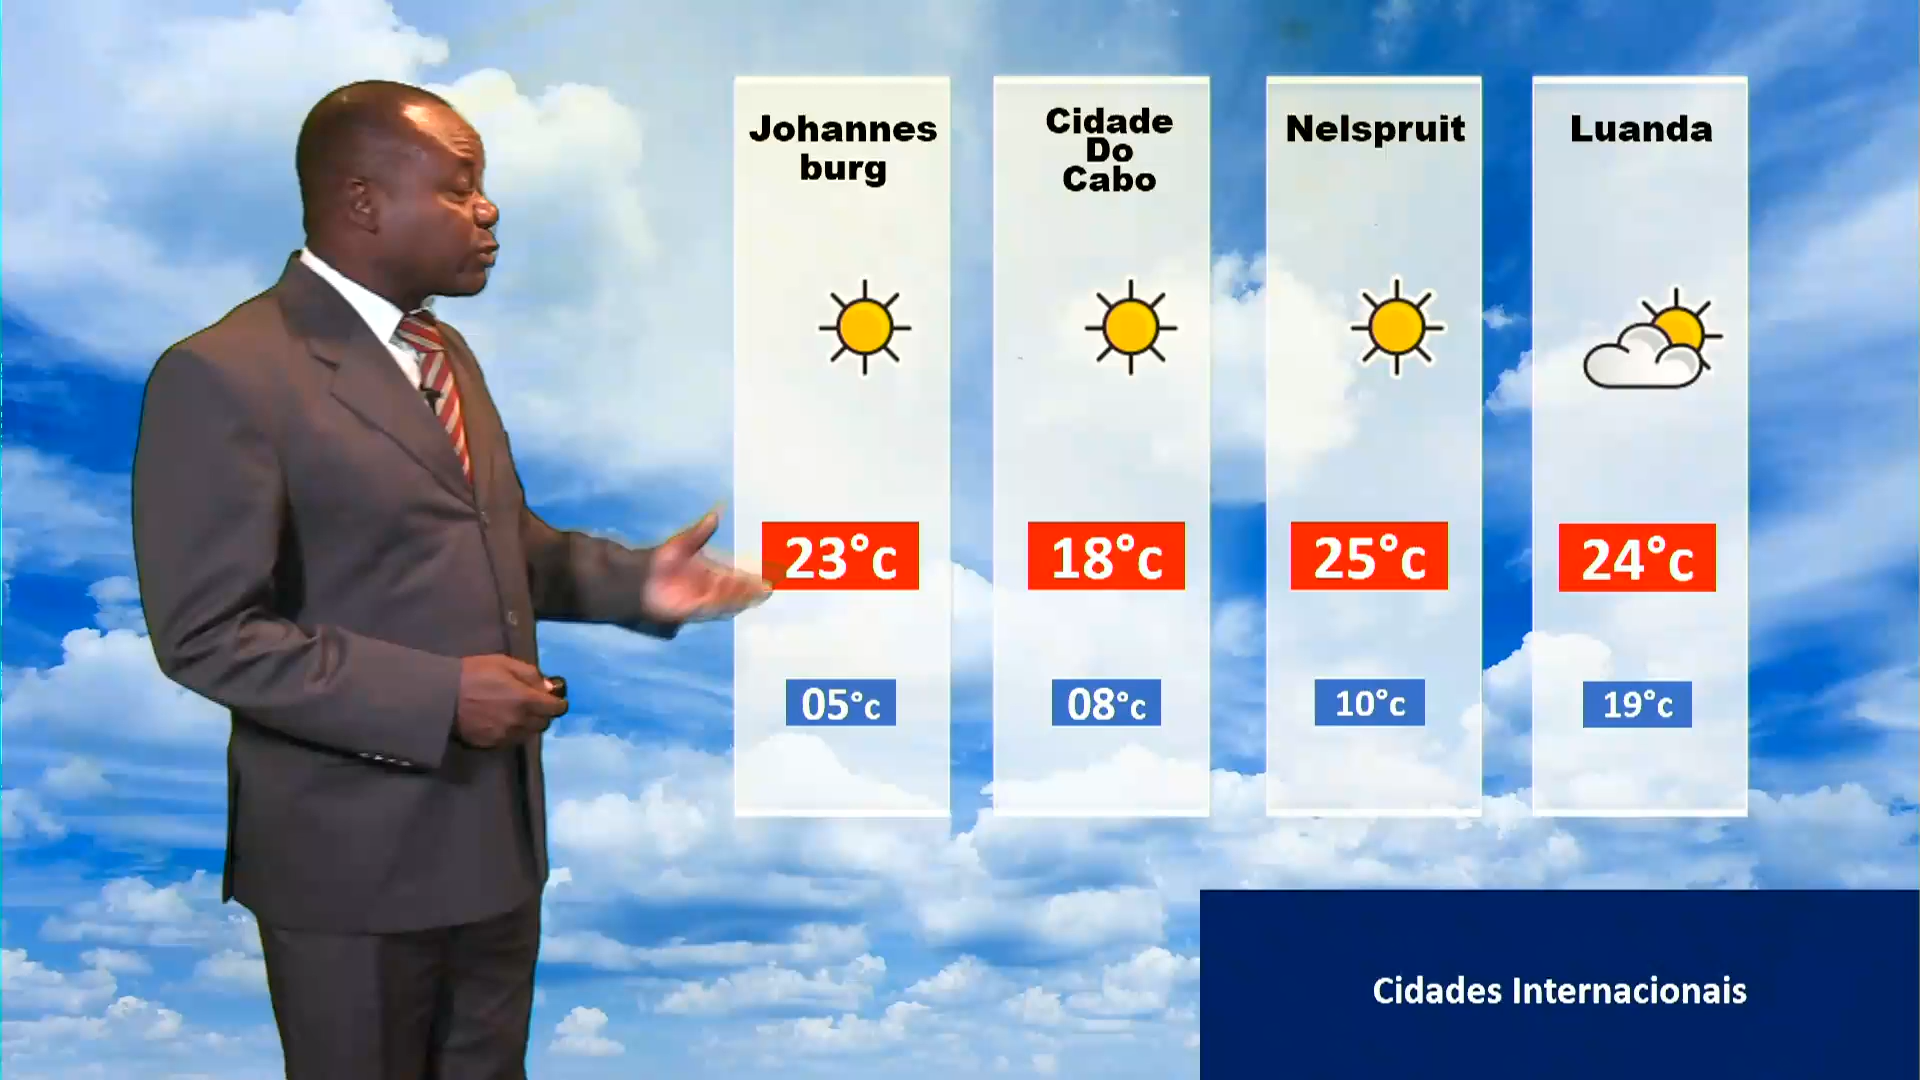 Johannes
burg
23°c
05°c
Cidade
Do
Cabo
18°c
08°c
Nelspruit
25°c
10°c
Luanda
24°c
19°c
Cidades Internacionais